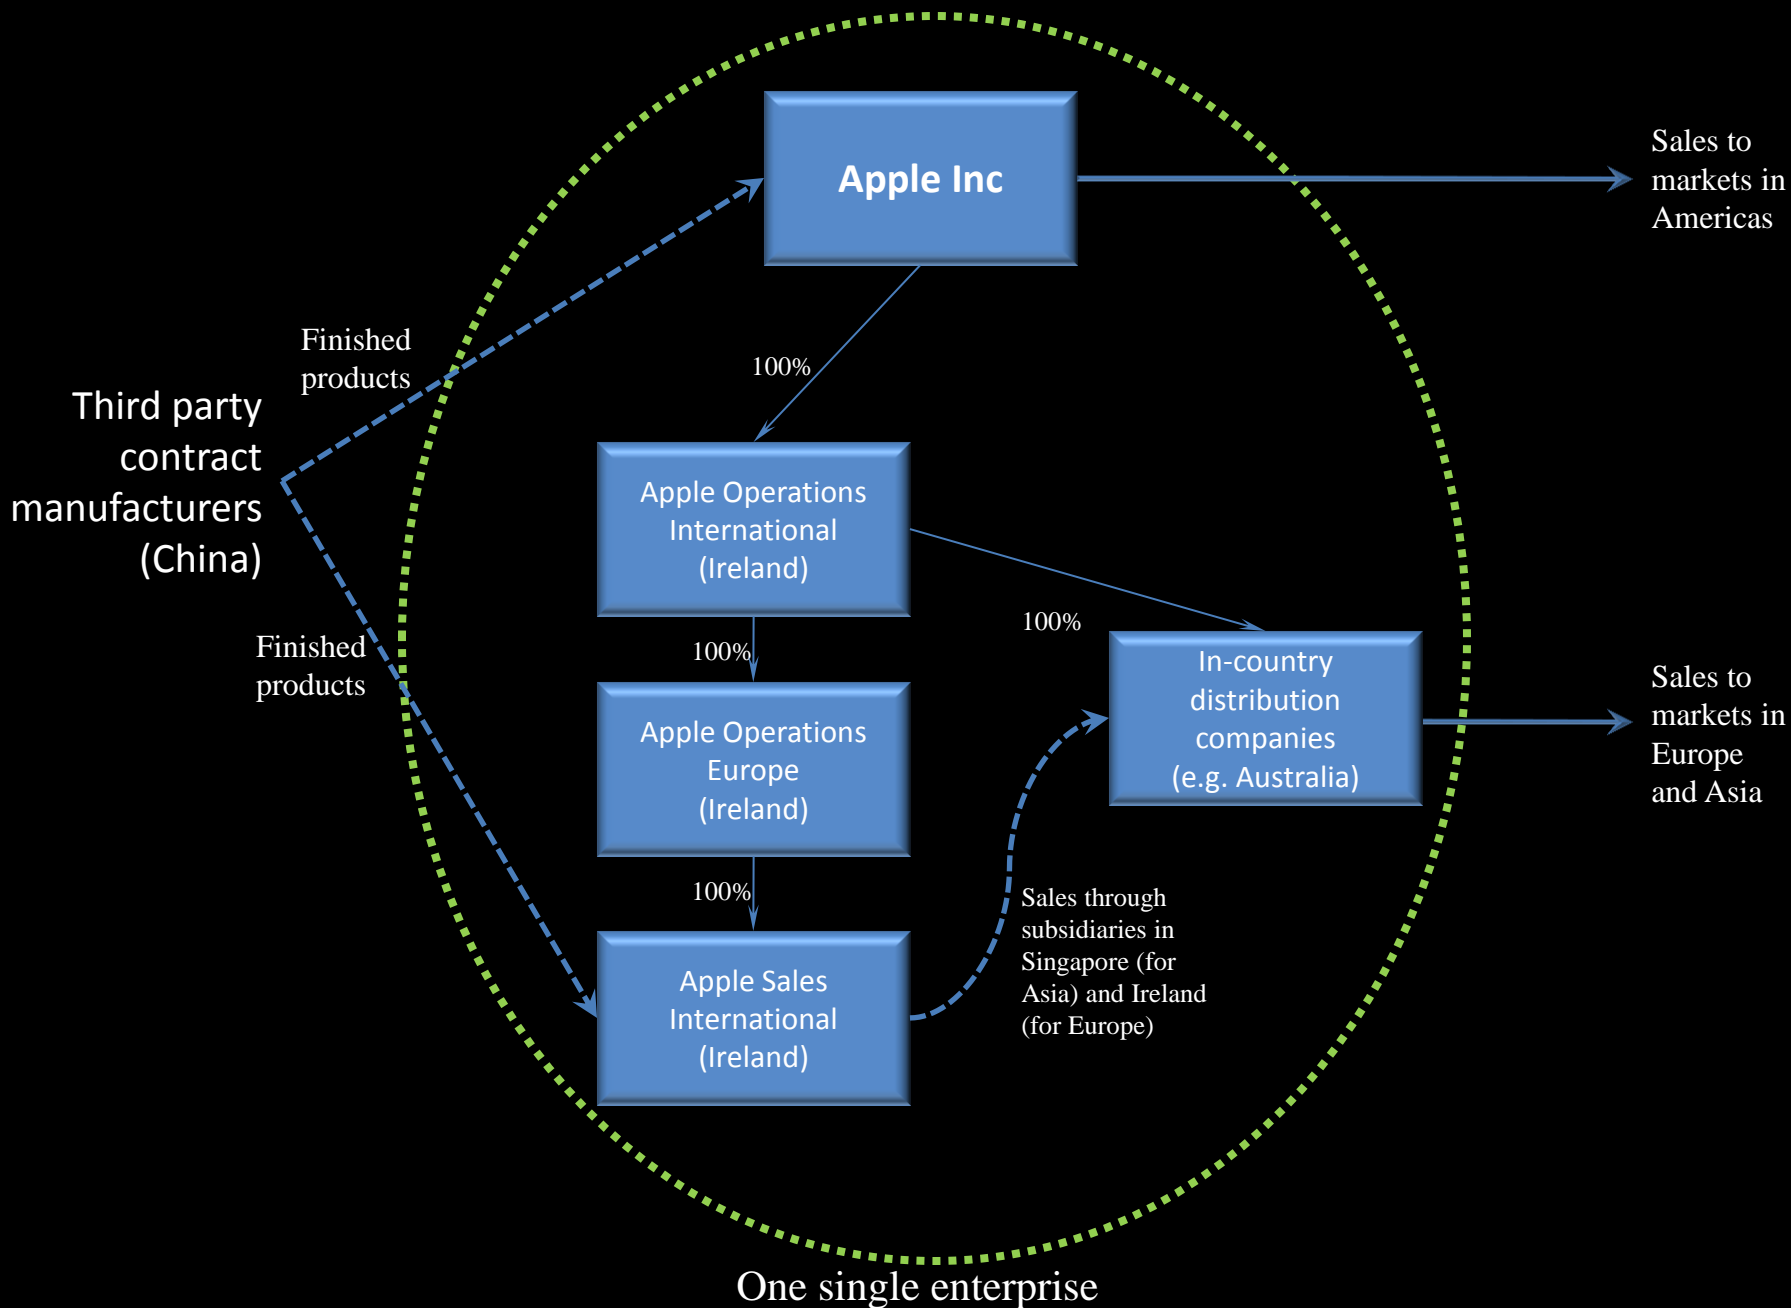 Apple Inc
Sales to
markets in
Americas
Finished
products
100%
Third party
contract
manufacturers
(China)
Apple Operations
International
(Ireland)
100%
Finished
products
100%
In-country
distribution
companies
(e.g. Australia)
Sales to
markets in
Europe
and Asia
Apple Operations
Europe
(Ireland)
100%
Sales through
subsidiaries in
Singapore (for
Asia) and Ireland
(for Europe)
Apple Sales
International
(Ireland)
One single enterprise